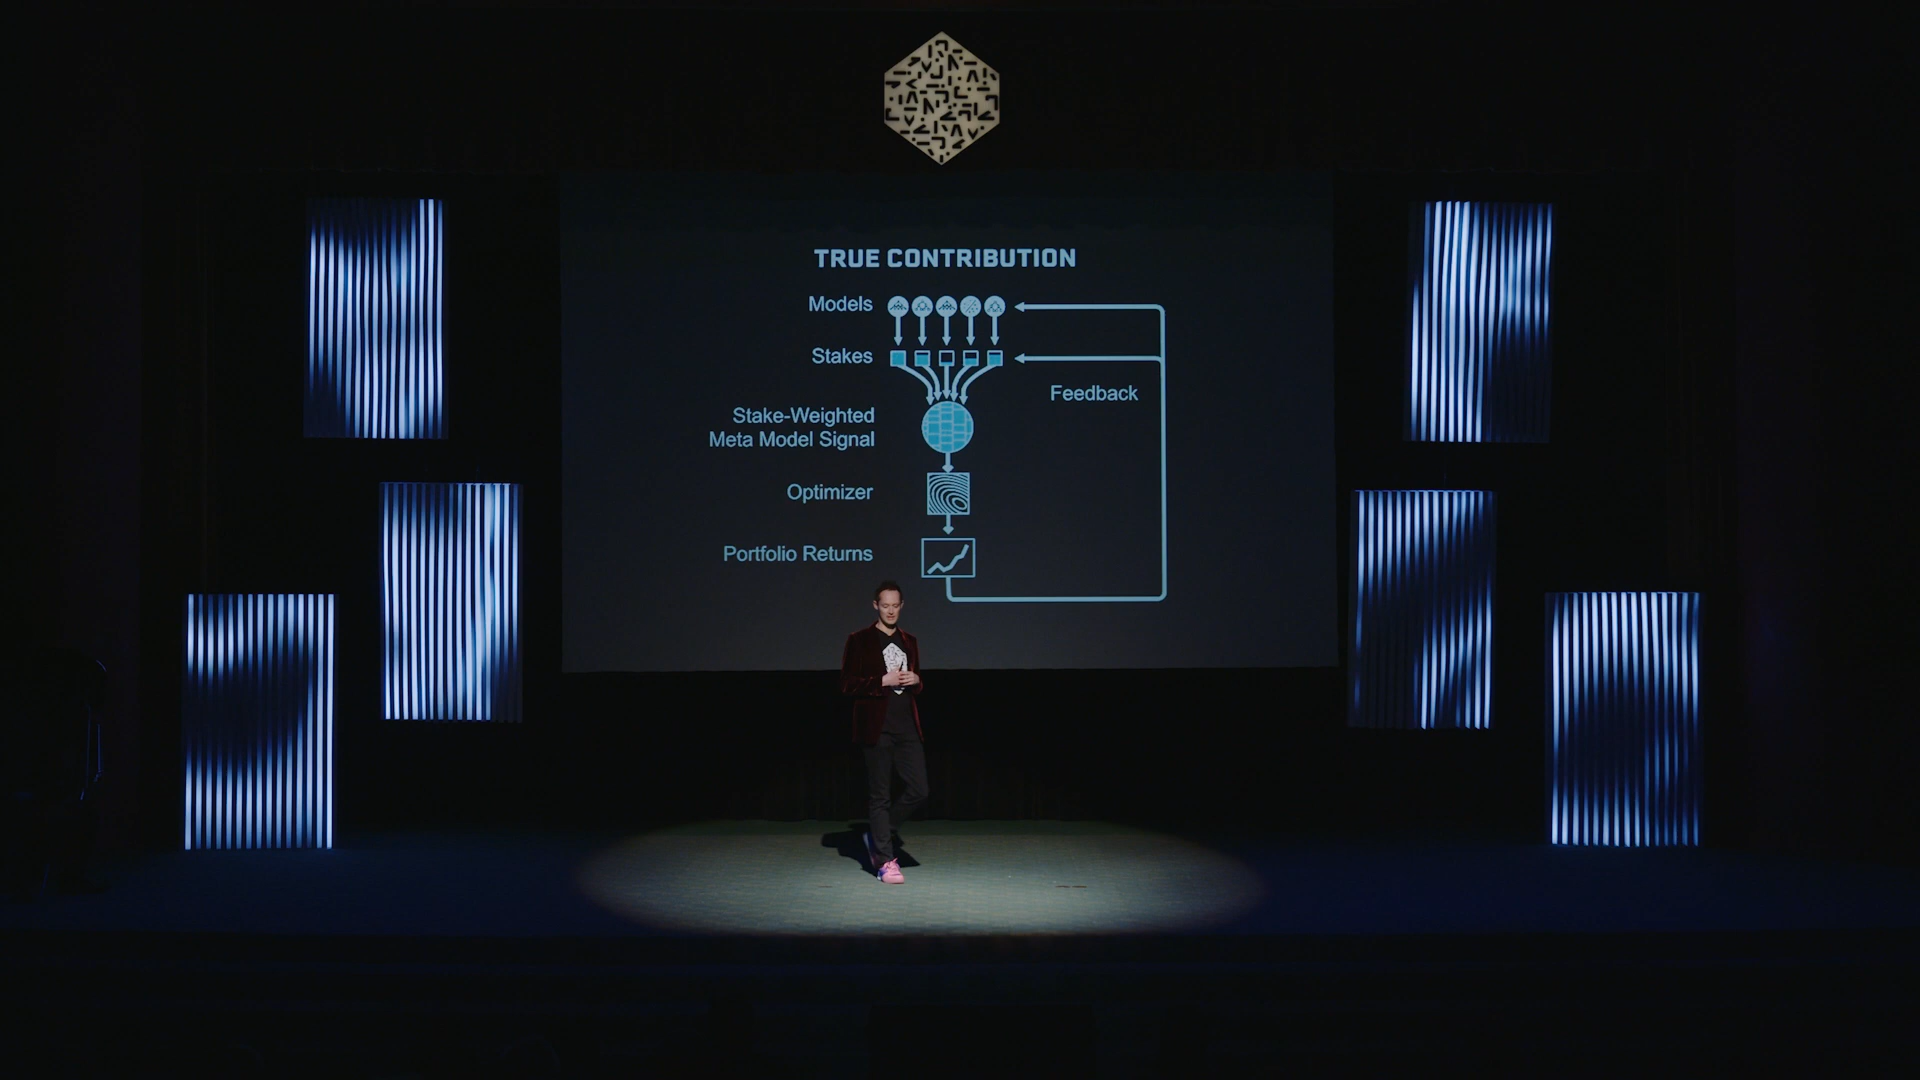 TRUE CONTRIBUTION
Models
Stakes
Feedback
Stake-Weighted
Meta Model Signal
Optimizer
Portfolio Returns